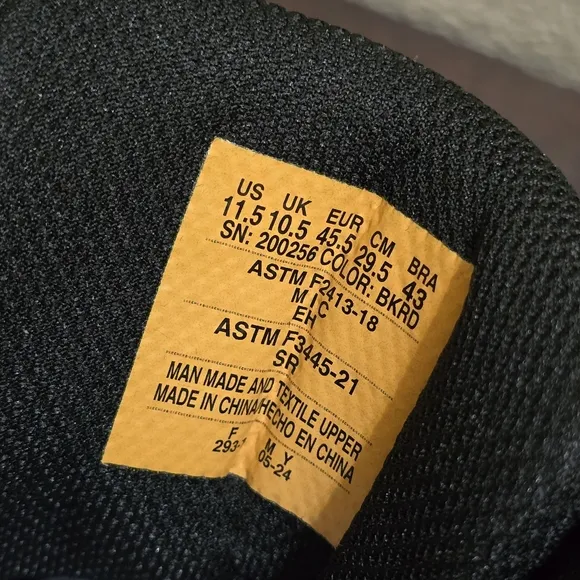 US UK EUR CM BRA
11.5 10.5 45.5 29.5 43
SN: 200256 COLOR: BKRD
ASTM F2413-18
M I C
EH
ASTM F3445-21
SR
MAN MADE AND TEXTILE UPPER
MADE IN CHINA/HECHO EN CHINA
F M Y
05-24